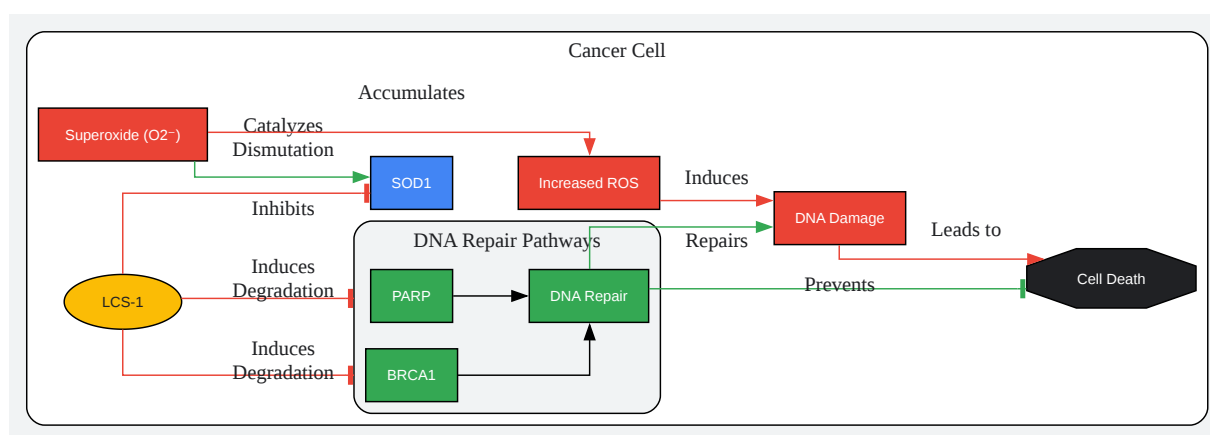 Cancer Cell
Accumulates
Superoxide (O2⁻)
Catalyzes
Dismutation
SOD1
Increased ROS
Induces
DNA Damage
Inhibits
DNA Repair Pathways
Repairs
Leads to
Induces
Degradation
LCS-1
PARP
DNA Repair
Prevents
Cell Death
Induces
Degradation
BRCA1